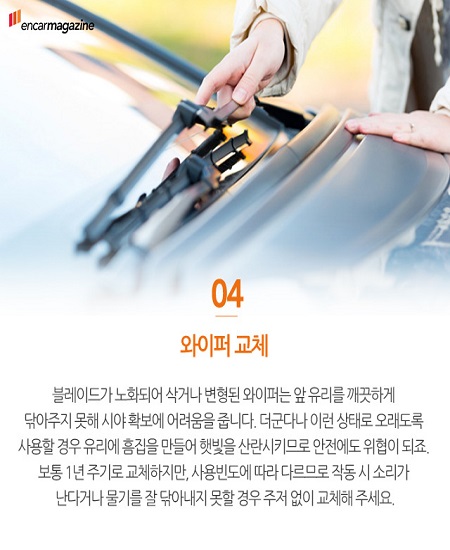 encarmagazine
04
와이퍼 교체
블레이드가 노화되어 삭거나 변형된 와이퍼는 앞 유리를 깨끗하게
닦아주지 못해 시야 확보에 어려움을 줍니다. 더군다나 이런 상태로 오래도록
사용할 경우 유리에 흠집을 만들어 햇빛을 산란시키므로 안전에도 위협이 되죠.
보통 1년 주기로 교체하지만, 사용빈도에 따라 다르므로 작동 시 소리가
난다거나 물기를 잘 닦아내지 못할 경우 주저 없이 교체해 주세요.